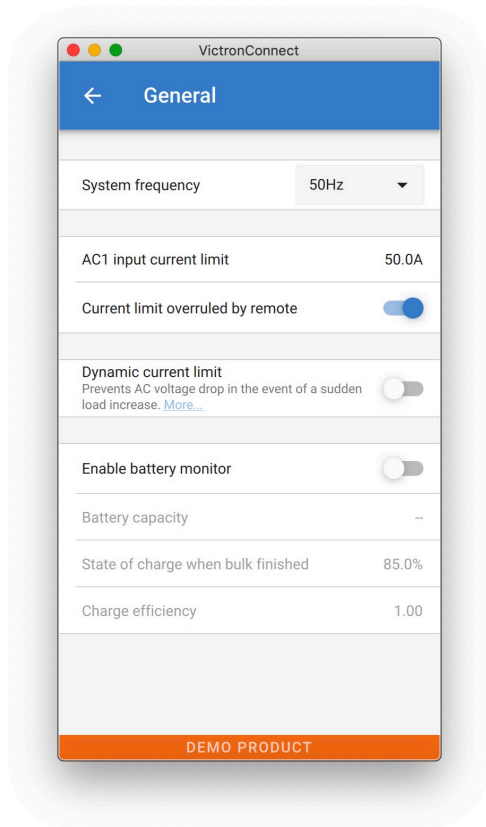 VictronConnect
General
System frequency 50Hz
AC1 input current limit 50.0A
Current limit overruled by remote
Dynamic current limit
Prevents AC voltage drop in the event of a sudden
load increase. More...
Enable battery monitor
Battery capacity --
State of charge when bulk finished 85.0%
Charge efficiency 1.00
DEMO PRODUCT